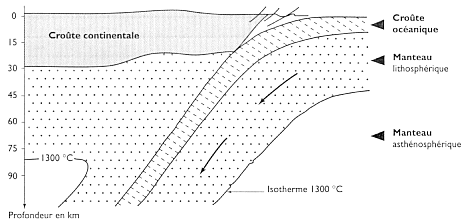 0
15
30
45
60
75
90
Profondeur en km
Croûte continentale
1300 °C
Isotherme 1300 °C
Croûte
océanique
Manteau
lithosphérique
Manteau
asthénosphérique